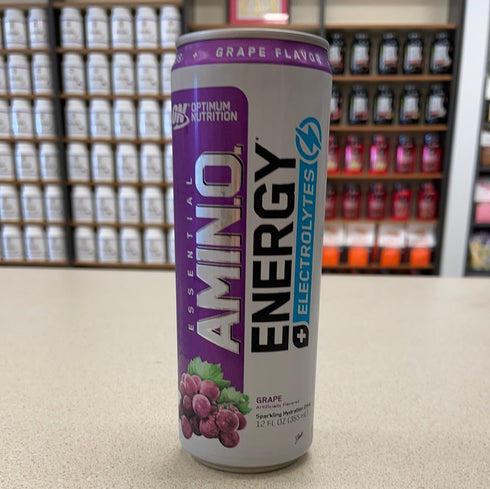 S • GRAPE FLAVOR
ON OPTIMUM
NUTRITION
ESSENTIAL
AMIN.O.
ENERGY
+ ELECTROLYTES
GRAPE
Artificially Flavored
Sparkling Hydration Drink
12 FL OZ (355 mL)